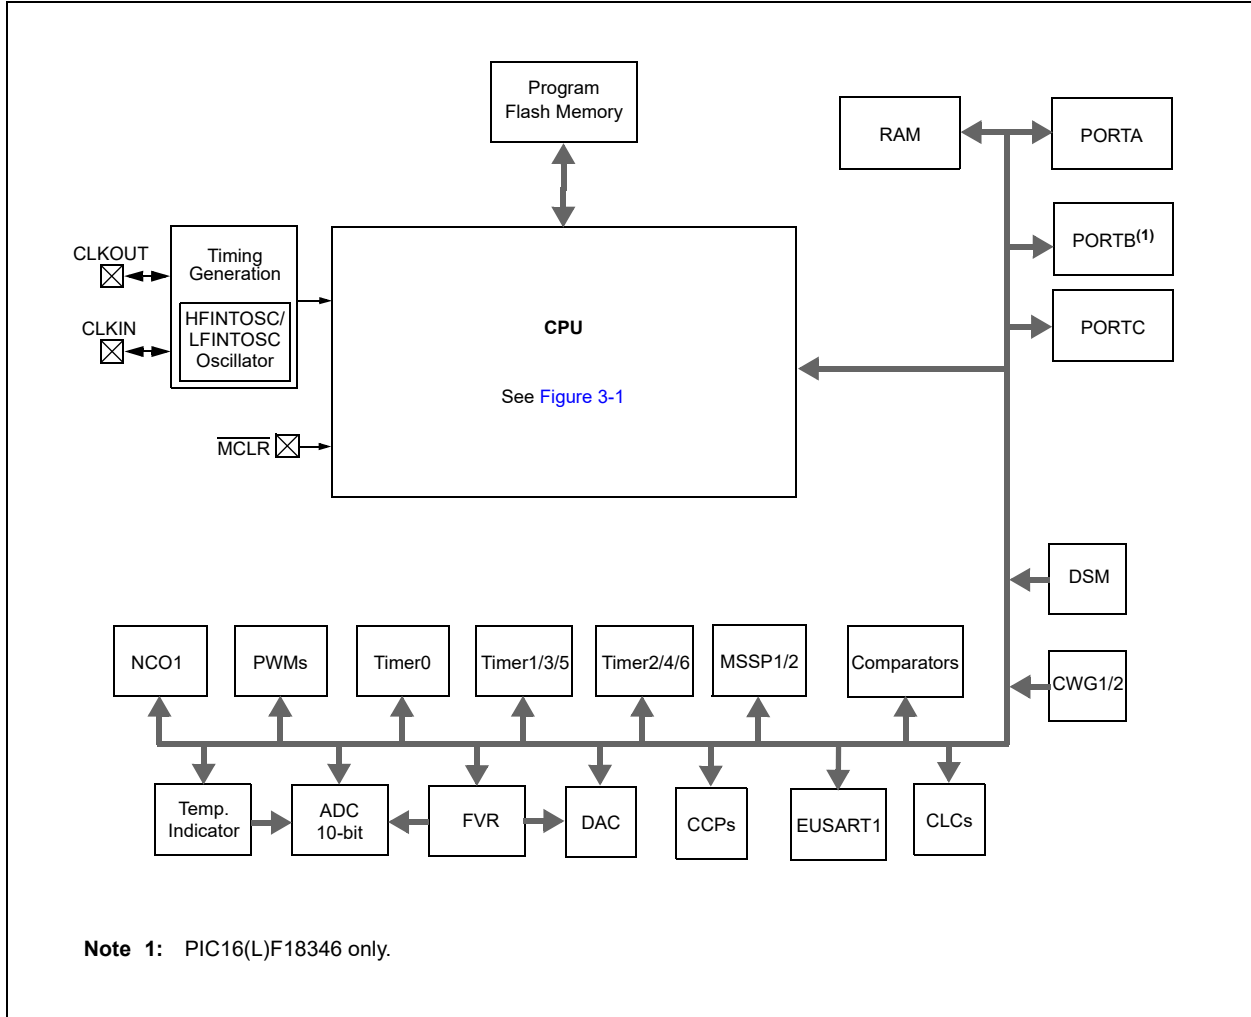 Program
Flash Memory
RAM
PORTA
PORTB(1)
PORTC
CLKOUT
CLKIN
Timing
Generation
HFINTOSC/
LFINTOSC
Oscillator
MCLR
CPU
See Figure 3-1
DSM
CWG1/2
NCO1
PWMs
Timer0
Timer1/3/5
Timer2/4/6
MSSP1/2
Comparators
Temp.
Indicator
ADC
10-bit
FVR
DAC
CCPs
EUSART1
CLCs
Note 1: PIC16(L)F18346 only.